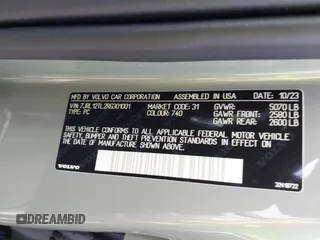 MFD BY VOLVO CAR CORPORATION 10/23
VIN: 7JRL12TL2RG301001 MARKET CODE: 31 GVWR: 5070 LB
TYPE: PC COLOUR: 740 GAWR FRONT: 2580 LB
GAWR REAR: 2600 LB
THIS VEHICLE CONFORMS TO ALL APPLICABLE FEDERAL MOTOR VEHICLE
SAFETY, BUMPER AND THEFT PREVENTION STANDARDS IN EFFECT ON THE
DATE OF MANUFACTURE SHOWN ABOVE.
MADE IN USA
VOLVO
32418722
DREAMBID